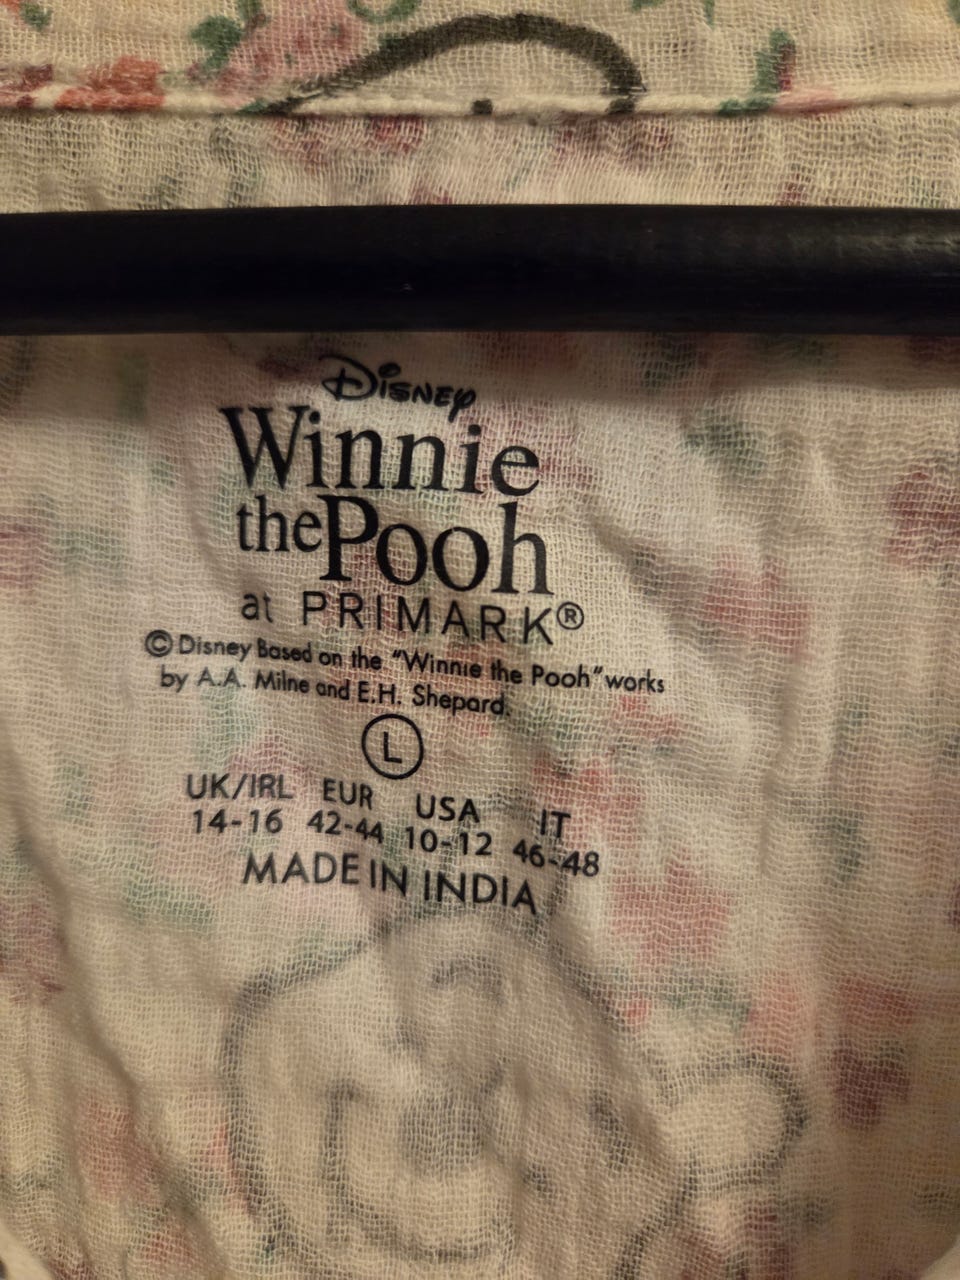 Disney
Winnie
the Pooh
at PRIMARK®
© Disney Based on the "Winnie the Pooh" works
by A.A. Milne and E.H. Shepard.
L
UK/IRL EUR USA IT
14-16 42-44 10-12 46-48
MADE IN INDIA